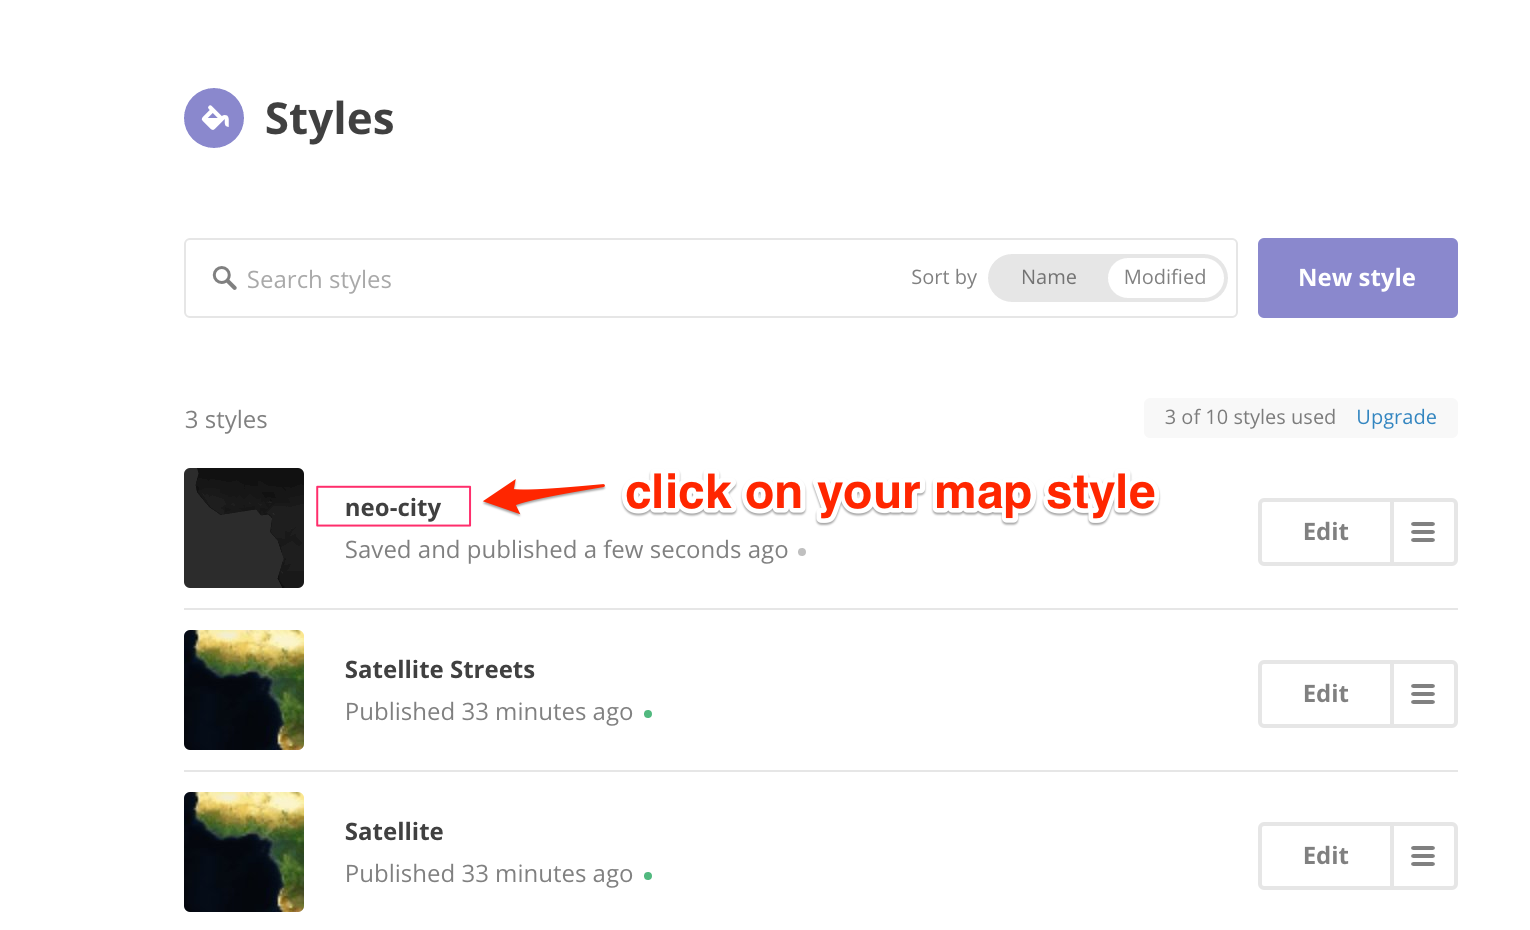 Styles
Search styles
Sort by Name Modified
New style
3 styles
3 of 10 styles used Upgrade
neo-city
click on your map style
Saved and published a few seconds ago
Edit
Satellite Streets
Published 33 minutes ago
Edit
Satellite
Published 33 minutes ago
Edit